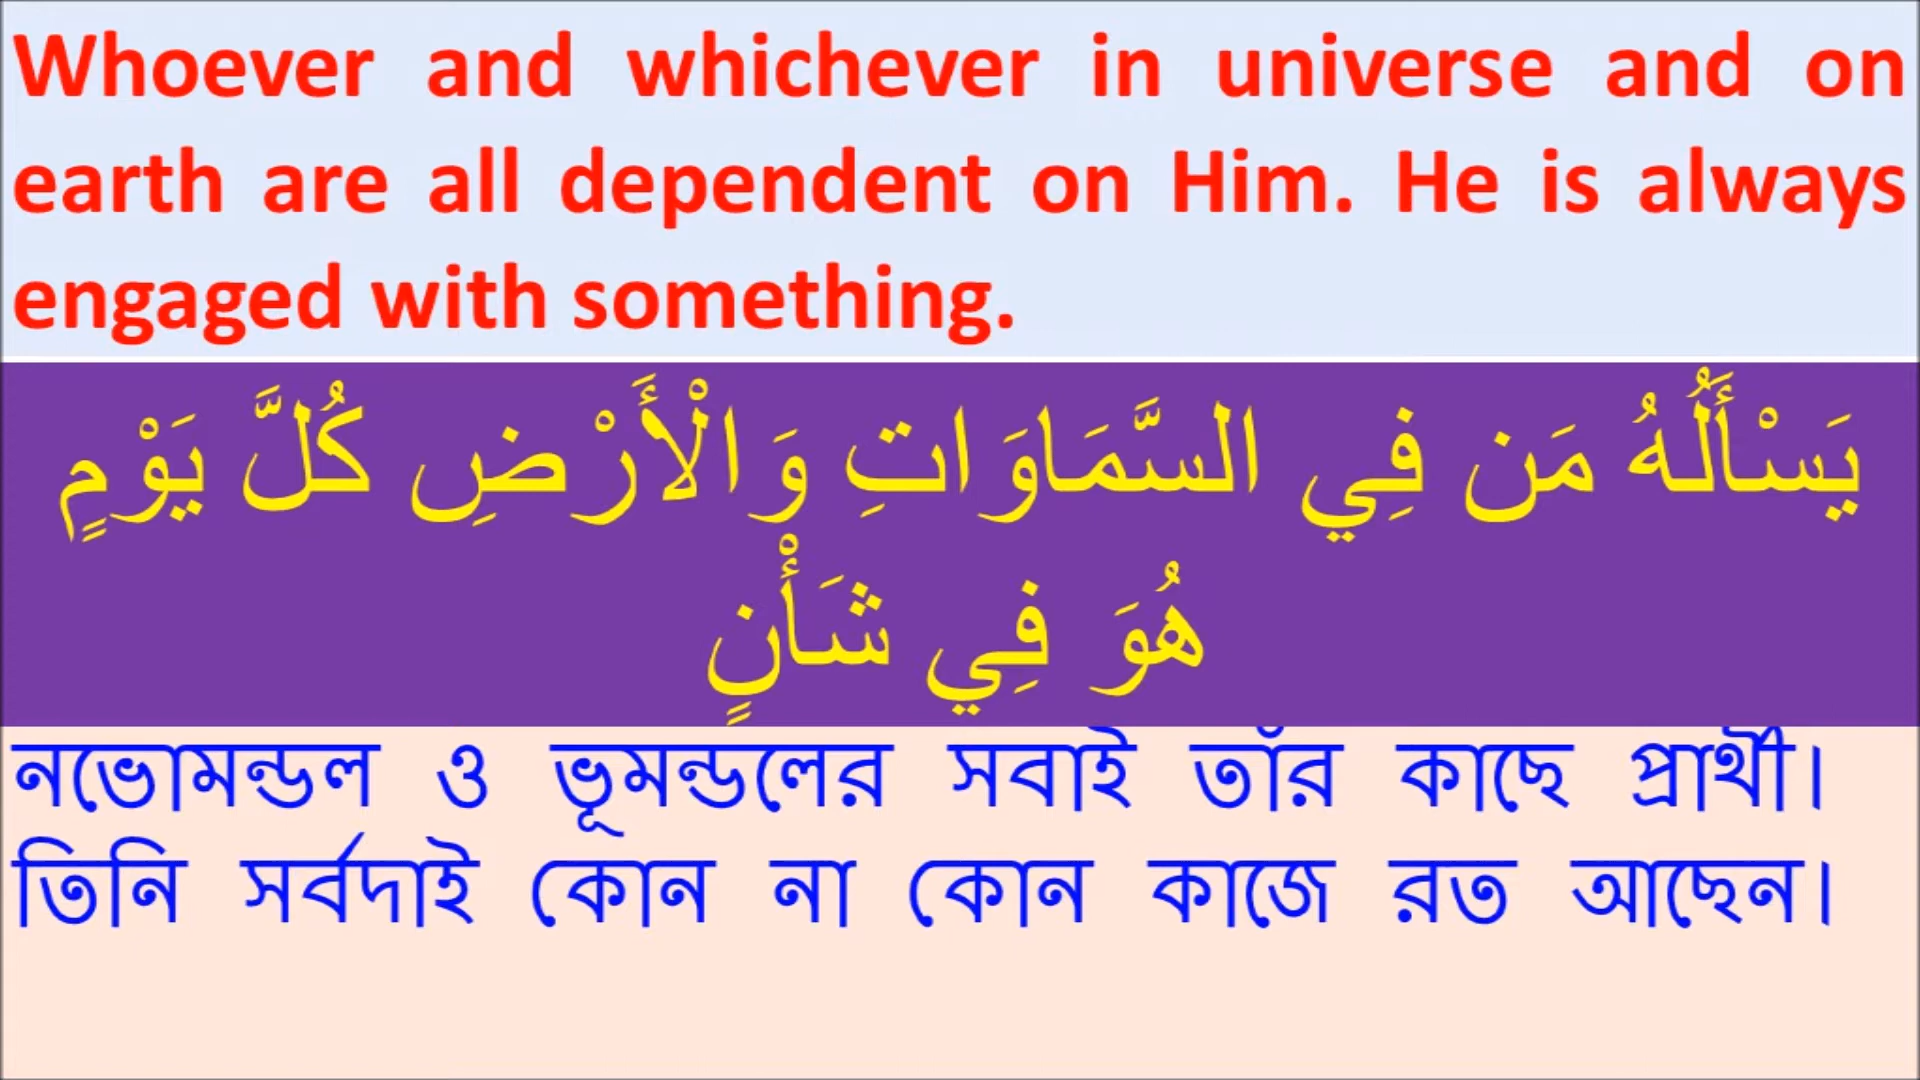 Whoever and whichever in universe and on
earth are all dependent on Him. He is always
engaged with something.
يَسْأَلُهُ مَن فِي السَّمَاوَاتِ وَالْأَرْضِ كُلَّ يَوْمٍ
هُوَ فِي شَأْنٍ
নভোমন্ডল ও ভূমন্ডলের সবাই তাঁর কাছে প্রার্থী।
তিনি সর্বদাই কোন না কোন কাজে রত আছেন।